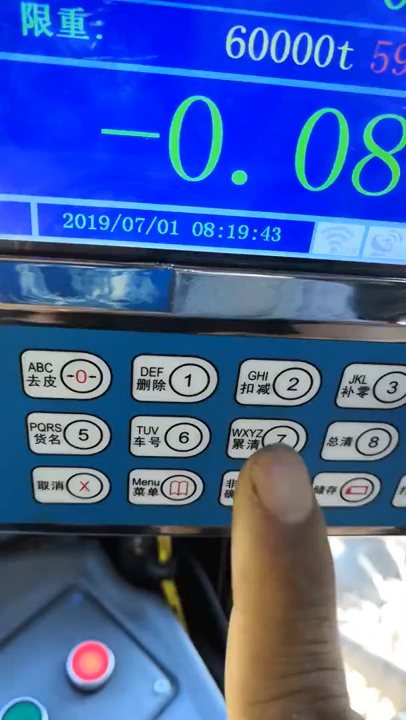 限重:
60000t 59
-0.08
2019/07/01 08:19:43
ABC
去皮 →0←
DEF
删除 1
GHI
扣减 2
JKL
补零 3
PQRS
货名 5
TUV
车号 6
WXYZ
累清 7
总清 8
取消 X
Menu
菜单
储存